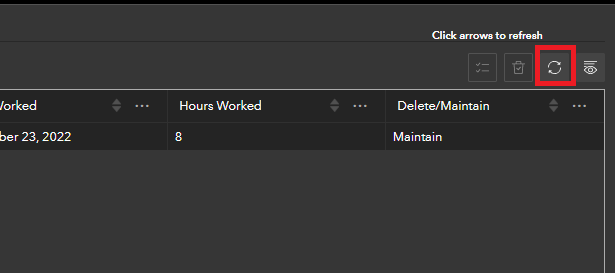 Click arrows to refresh
Worked Hours Worked Delete/Maintain
ber 23, 2022 8 Maintain